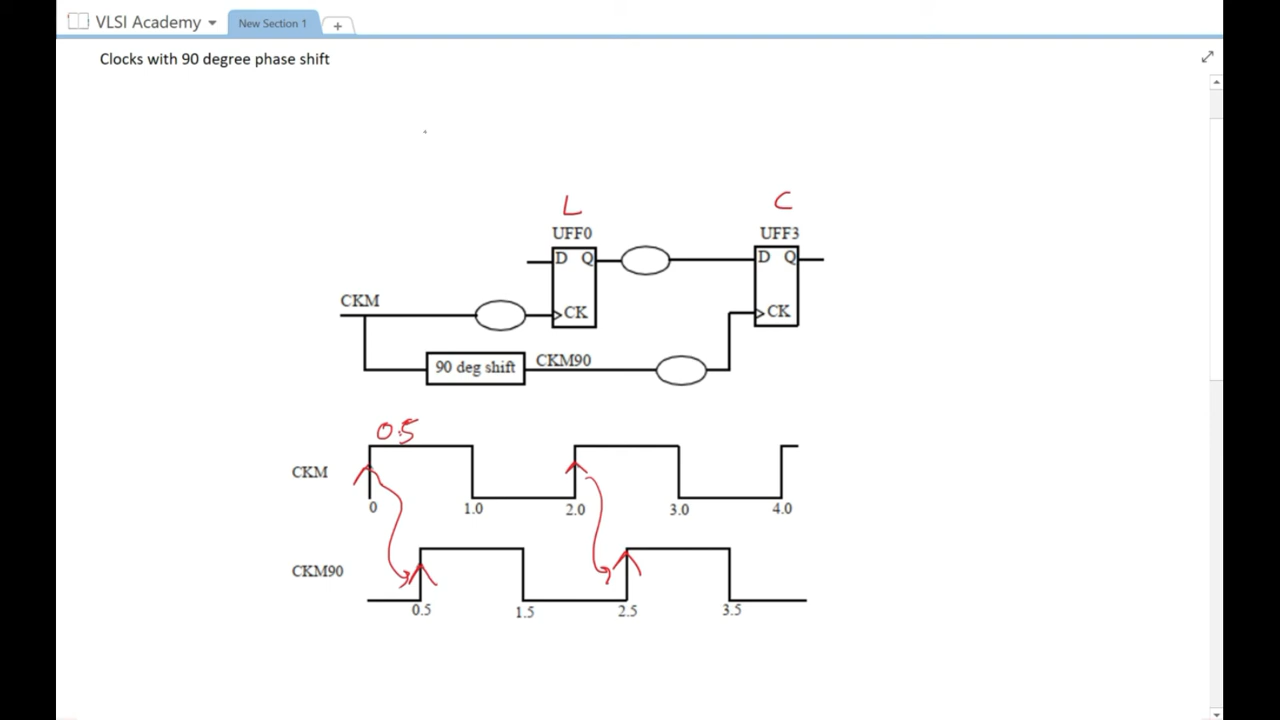 VLSI Academy
New Section 1
+
Clocks with 90 degree phase shift
L
C
UFF0
UFF3
D Q
D Q
CKM
CK
CK
90 deg shift
CKM90
0.5
CKM
0
1.0
2.0
3.0
4.0
CKM90
0.5
1.5
2.5
3.5